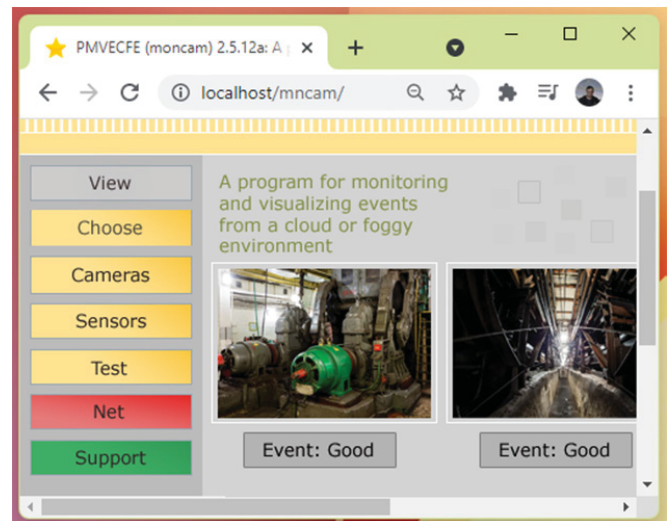 PMVECFE (moncam) 2.5.12a: A
localhost/mncam/
View
Choose
Cameras
Sensors
Test
Net
Support
A program for monitoring
and visualizing events
from a cloud or foggy
environment
Event: Good
Event: Good